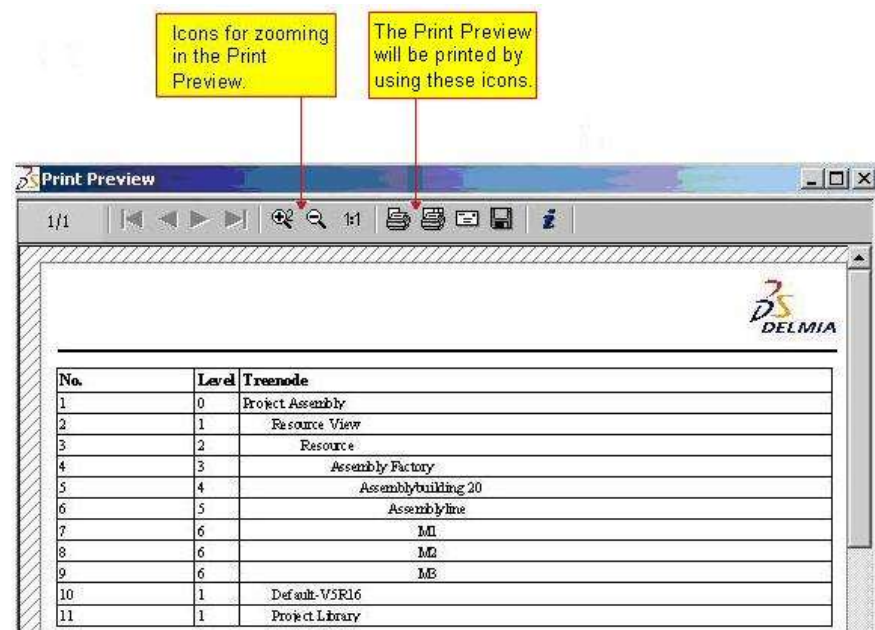 Icons for zooming
in the Print
Preview.
The Print Preview
will be printed by
using these icons.
Print Preview
1/1
1:1
DELMIA
No. Level Treenode
1 0 Project Assembly
2 1 Resource View
3 2 Resource
4 3 Assembly Factory
5 4 Assemblybuilding 20
6 5 Assemblyline
7 6 M1
8 6 M2
9 6 M3
10 1 Default-V5R16
11 1 Project Library